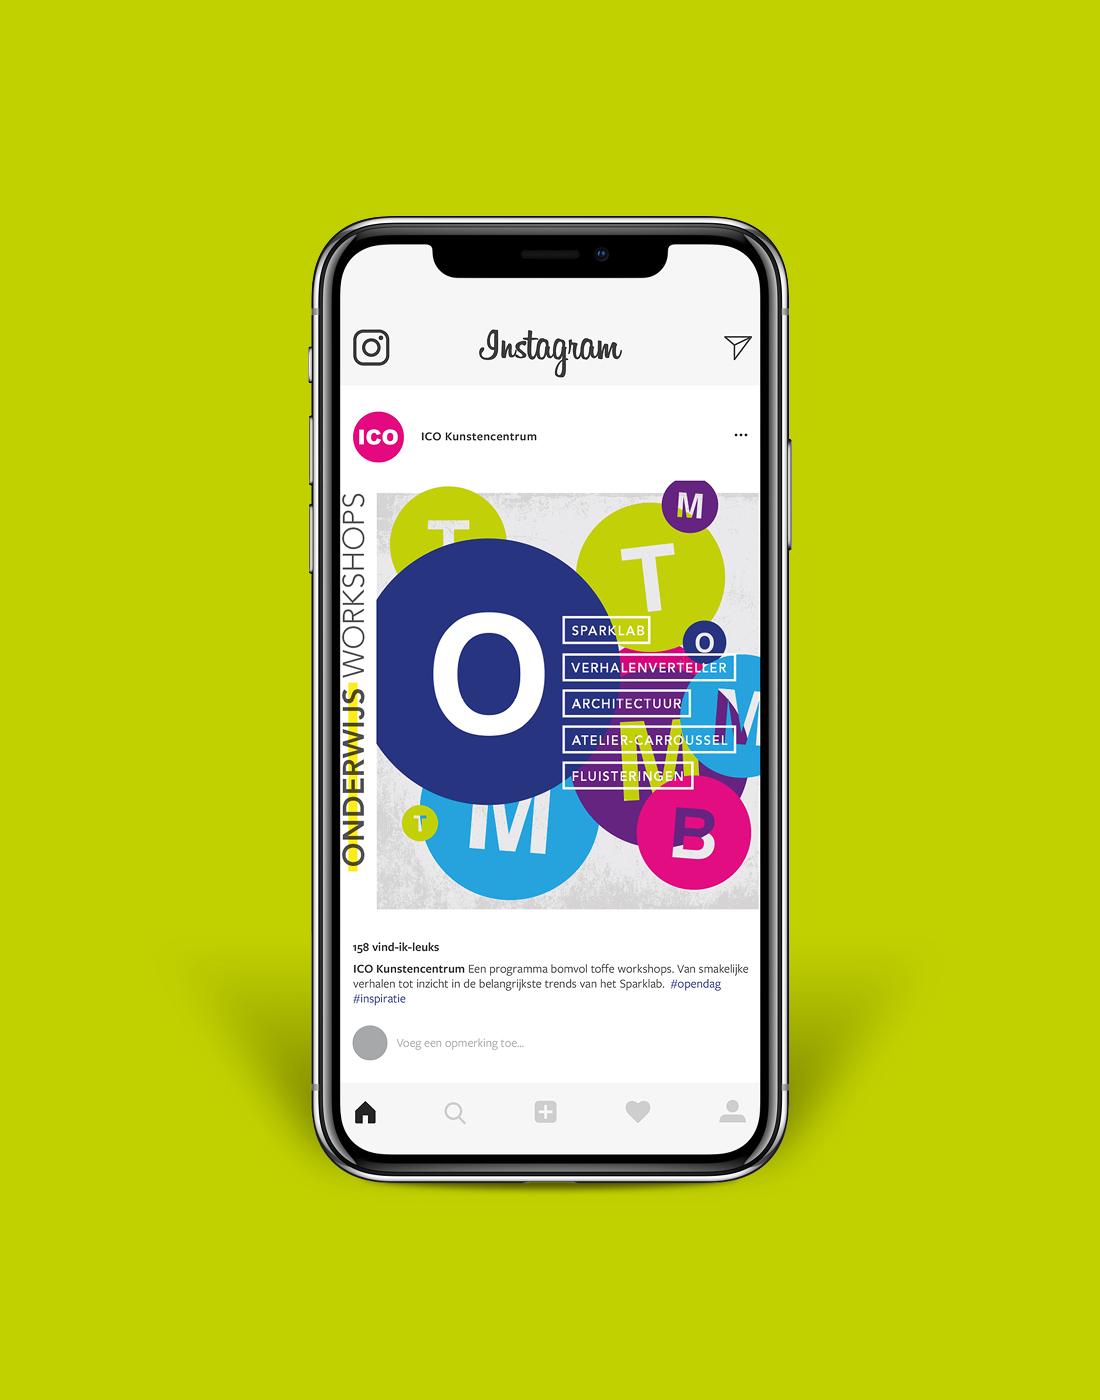 Instagram
ICO
ICO Kunstencentrum
ONDERWIJS WORKSHOPS
T
M
T
O
O
SPARKLAB
VERHALENVERTELLER
ARCHITECTUUR
ATELIER-CARROUSSEL
FLUISTERINGEN
M
M
T
M
B
158 vind-ik-leuks
ICO Kunstencentrum Een programma bomvol toffe workshops. Van smakelijke
verhalen tot inzicht in de belangrijkste trends van het Sparklab. #opendag
#inspiratie
Voeg een opmerking toe...